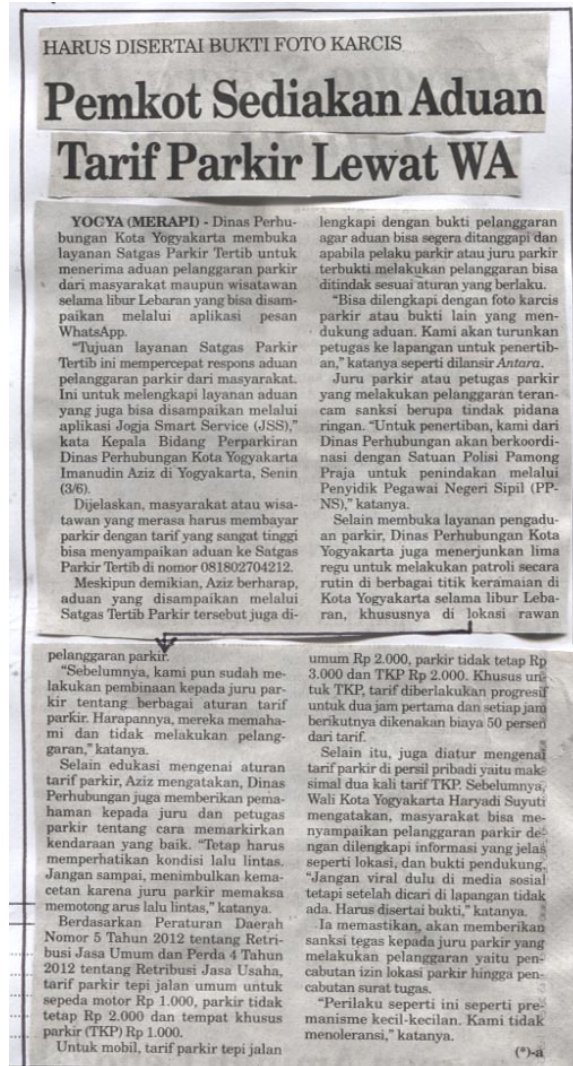 HARUS DISERTAI BUKTI FOTO KARCIS
Pemkot Sediakan Aduan
Tarif Parkir Lewat WA
YOGYA (MERAPI) - Dinas Perhu-
bungan Kota Yogyakarta membuka
layanan Satgas Parkir Tertib untuk
menerima aduan pelanggaran parkir
dari masyarakat maupun wisatawan
selama libur Lebaran yang bisa disam-
paikan melalui aplikasi pesan
WhatsApp.
"Tujuan layanan Satgas Parkir
Tertib ini mempercepat respons aduan
pelanggaran parkir dari masyarakat.
Ini untuk melengkapi layanan aduan
yang juga bisa disampaikan melalui
aplikasi Jogja Smart Service (JSS),"
kata Kepala Bidang Perparkiran
Dinas Perhubungan Kota Yogyakarta
Imanudin Aziz di Yogyakarta, Senin
(3/6).
Dijelaskan, masyarakat atau wisa-
tawan yang merasa harus membayar
parkir dengan tarif yang sangat tinggi
bisa menyampaikan aduan ke Satgas
Parkir Tertib di nomor 081802704212.
Meskipun demikian, Aziz berharap,
aduan yang disampaikan melalui
Satgas Tertib Parkir tersebut juga di-
lengkapi dengan bukti pelanggaran
agar aduan bisa segera ditanggapi dan
apabila pelaku parkir atau juru parkir
terbukti melakukan pelanggaran bisa
ditindak sesuai aturan yang berlaku.
"Bisa dilengkapi dengan foto karcis
parkir atau bukti lain yang men-
dukung aduan. Kami akan turunkan
petugas ke lapangan untuk penertib-
an," katanya seperti dilansir Antara.
Juru parkir atau petugas parkir
yang melakukan pelanggaran teran-
cam sanksi berupa tindak pidana
ringan. "Untuk penertiban, kami dari
Dinas Perhubungan akan berkoordi-
nasi dengan Satuan Polisi Pamong
Praja untuk penindakan melalui
Penyidik Pegawai Negeri Sipil (PP-
NS)," katanya.
Selain membuka layanan pengadu-
an parkir, Dinas Perhubungan Kota
Yogyakarta juga menerjunkan lima
regu untuk melakukan patroli secara
rutin di berbagai titik keramaian di
Kota Yogyakarta selama libur Leba-
ran, khususnya di lokasi rawan
pelanggaran parkir.
"Sebelumnya, kami pun sudah me-
lakukan pembinaan kepada juru par-
kir tentang berbagai aturan tarif
parkir. Harapannya, mereka memaha-
mi dan tidak melakukan pelang-
garan," katanya.
Selain edukasi mengenai aturan
tarif parkir, Aziz mengatakan, Dinas
Perhubungan juga memberikan pema-
haman kepada juru dan petugas
parkir tentang cara memarkirkan
kendaraan yang baik. "Tetap harus
memperhatikan kondisi lalu lintas.
Jangan sampai, menimbulkan kema-
cetan karena juru parkir memaksa
memotong arus lalu lintas," katanya.
Berdasarkan Peraturan Daerah
Nomor 5 Tahun 2012 tentang Retri-
busi Jasa Umum dan Perda 4 Tahun
2012 tentang Retribusi Jasa Usaha,
tarif parkir tepi jalan umum untuk
sepeda motor Rp 1.000, parkir tidak
tetap Rp 2.000 dan tempat khusus
parkir (TKP) Rp 1.000.
Untuk mobil, tarif parkir tepi jalan
umum Rp 2.000, parkir tidak tetap Rp
3.000 dan TKP Rp 2.000. Khusus un-
tuk TKP, tarif diberlakukan progresif
untuk dua jam pertama dan setiap jam
berikutnya dikenakan biaya 50 persen
dari tarif.
Selain itu, juga diatur mengenai
tarif parkir di persil pribadi yaitu mak-
simal dua kali tarif TKP. Sebelumnya,
Wali Kota Yogyakarta Haryadi Suyuti
mengatakan, masyarakat bisa me-
nyampaikan pelanggaran parkir de-
ngan dilengkapi informasi yang jelas
seperti lokasi, dan bukti pendukung.
"Jangan viral dulu di media sosial
tetapi setelah dicari di lapangan tidak
ada. Harus disertai bukti," katanya.
Ia memastikan, akan memberikan
sanksi tegas kepada juru parkir yang
melakukan pelanggaran yaitu pen-
cabutan izin lokasi parkir hingga pen-
cabutan surat tugas.
"Perilaku seperti ini seperti pre-
manisme kecil-kecilan. Kami tidak
menoleransi," katanya.
(*)-a